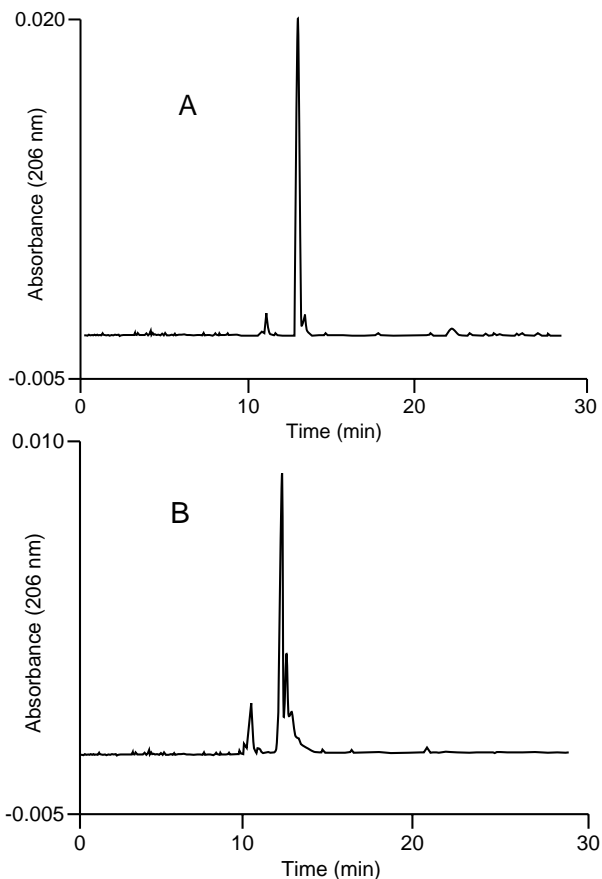 0.020
A
Absorbance (206 nm)
-0.005
0 10 20 30
Time (min)
0.010
B
Absorbance (206 nm)
-0.005
0 10 20 30
Time (min)